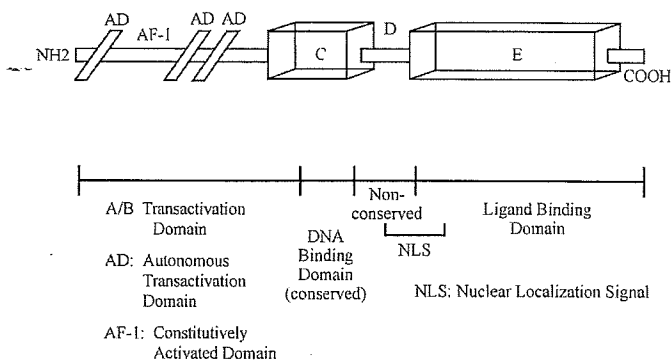 AD AD AD
AF-1
D
NH2
C
E
COOH
A/B Transactivation
Domain
AD: Autonomous
Transactivation
Domain
AF-1: Constitutively
Activated Domain
DNA
Binding
Domain
(conserved)
Non-
conserved
NLS
Ligand Binding
Domain
NLS: Nuclear Localization Signal